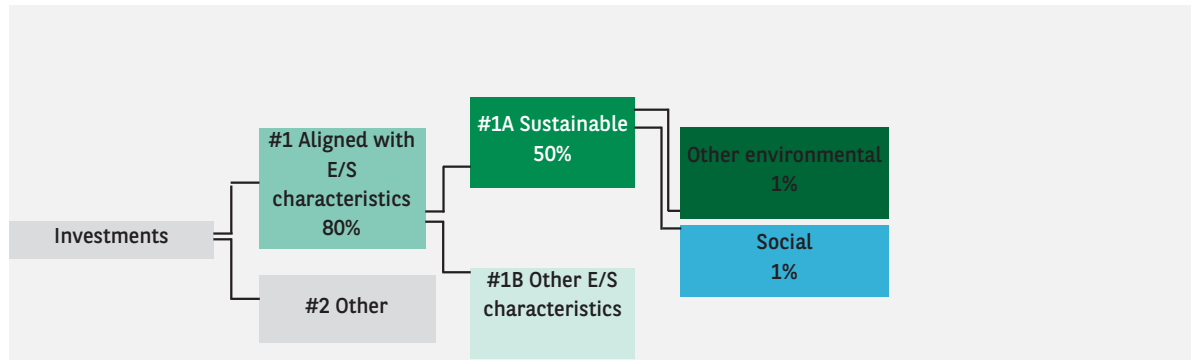 Investments
#1 Aligned with
E/S
characteristics
80%
#2 Other
#1A Sustainable
50%
#1B Other E/S
characteristics
Other environmental
1%
Social
1%